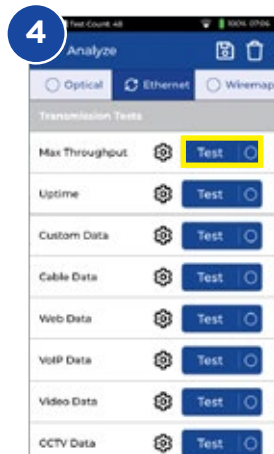 4
Test Count: 48 100% 07:06
Analyze
Optical Ethernet Wiremap
Transmission Tests
Max Throughput Test
Uptime Test
Custom Data Test
Cable Data Test
Web Data Test
VoIP Data Test
Video Data Test
CCTV Data Test